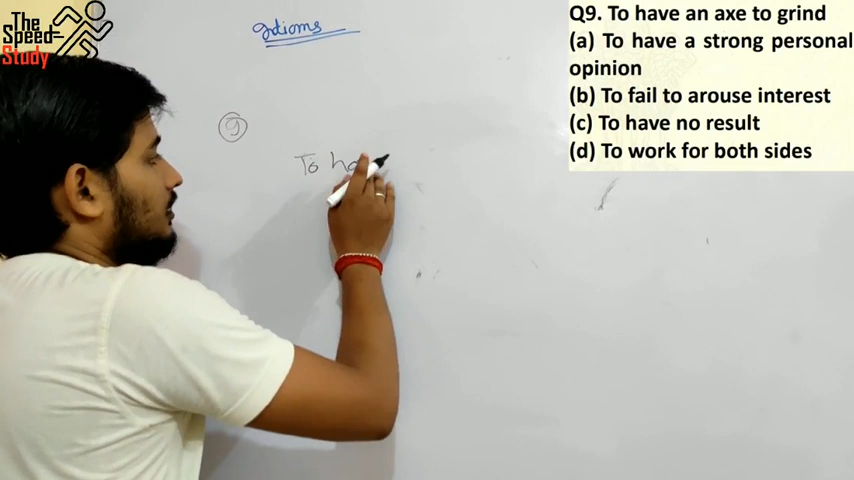 The
Speed
Study
Idioms
9
To ha
Q9. To have an axe to grind
(a) To have a strong personal
opinion
(b) To fail to arouse interest
(c) To have no result
(d) To work for both sides